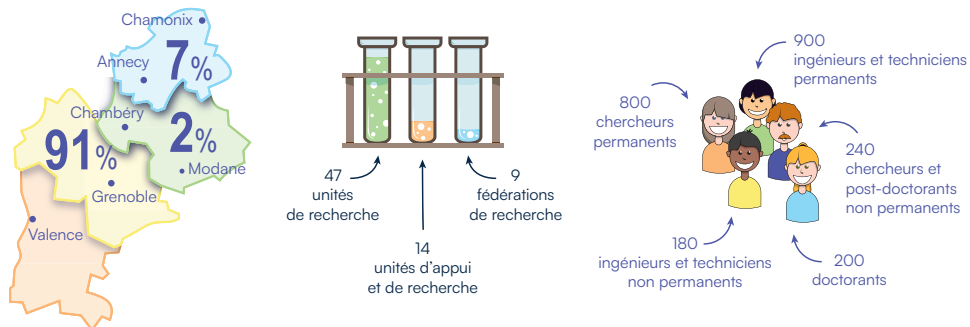 Chamonix
7%
Annecy
Chambéry
2%
91%
Modane
Grenoble
Valence
47
unités
de recherche
14
unités d'appui
et de recherche
9
fédérations
de recherche
900
ingénieurs et techniciens
permanents
800
chercheurs
permanents
240
chercheurs et
post-doctorants
non permanents
180
ingénieurs et techniciens
non permanents
200
doctorants